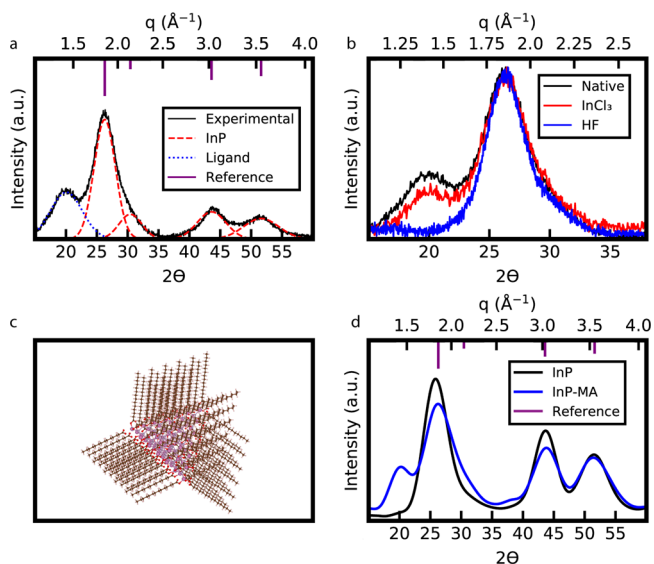 a
q (Å⁻¹)
1.5 2.0 2.5 3.0 3.5 4.0
Intensity (a.u.)
Experimental
InP
Ligand
Reference
20 25 30 35 40 45 50 55
2Θ
b
q (Å⁻¹)
1.25 1.5 1.75 2.0 2.25 2.5
Intensity (a.u.)
Native
InCl₃
HF
20 25 30 35
2Θ
c
d
q (Å⁻¹)
1.5 2.0 2.5 3.0 3.5 4.0
Intensity (a.u.)
InP
InP-MA
Reference
20 25 30 35 40 45 50 55
2Θ